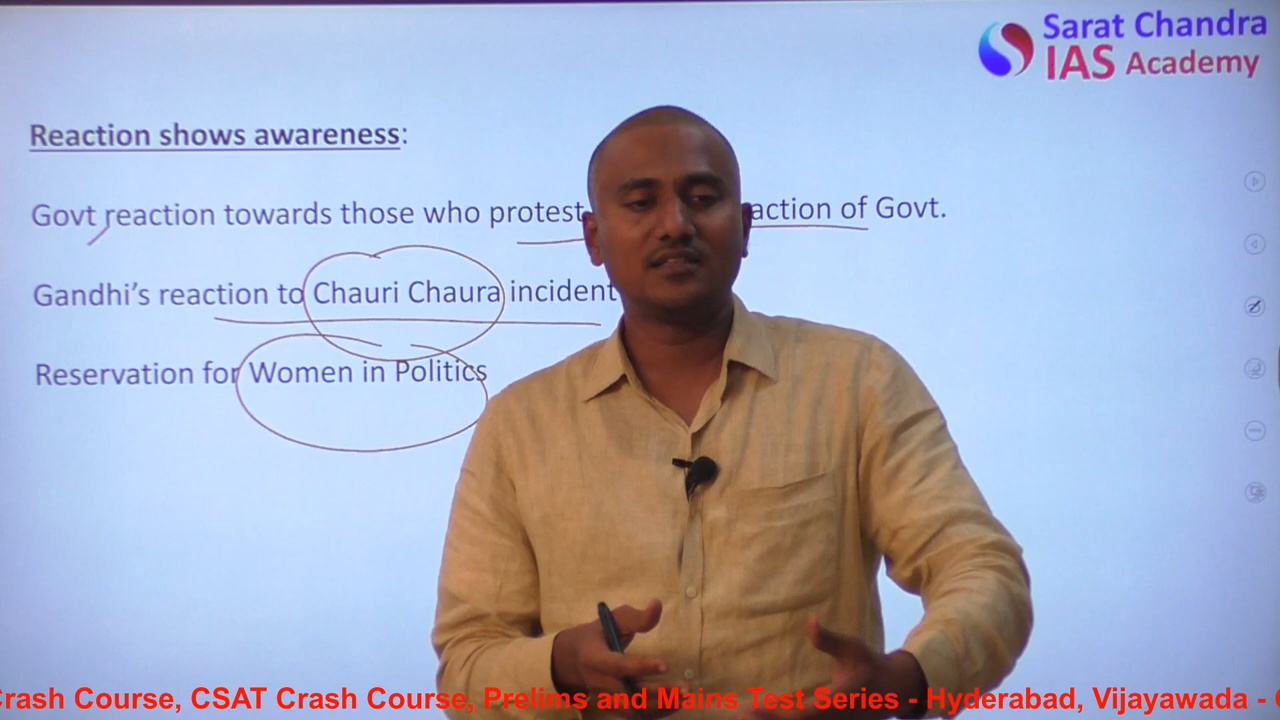 Sarat Chandra
IAS Academy
Reaction shows awareness:
Govt reaction towards those who protest action of Govt.
Gandhi's reaction to Chauri Chaura incident
Reservation for Women in Politics
Crash Course, CSAT Crash Course, Prelims and Mains Test Series - Hyderabad, Vijayawada -